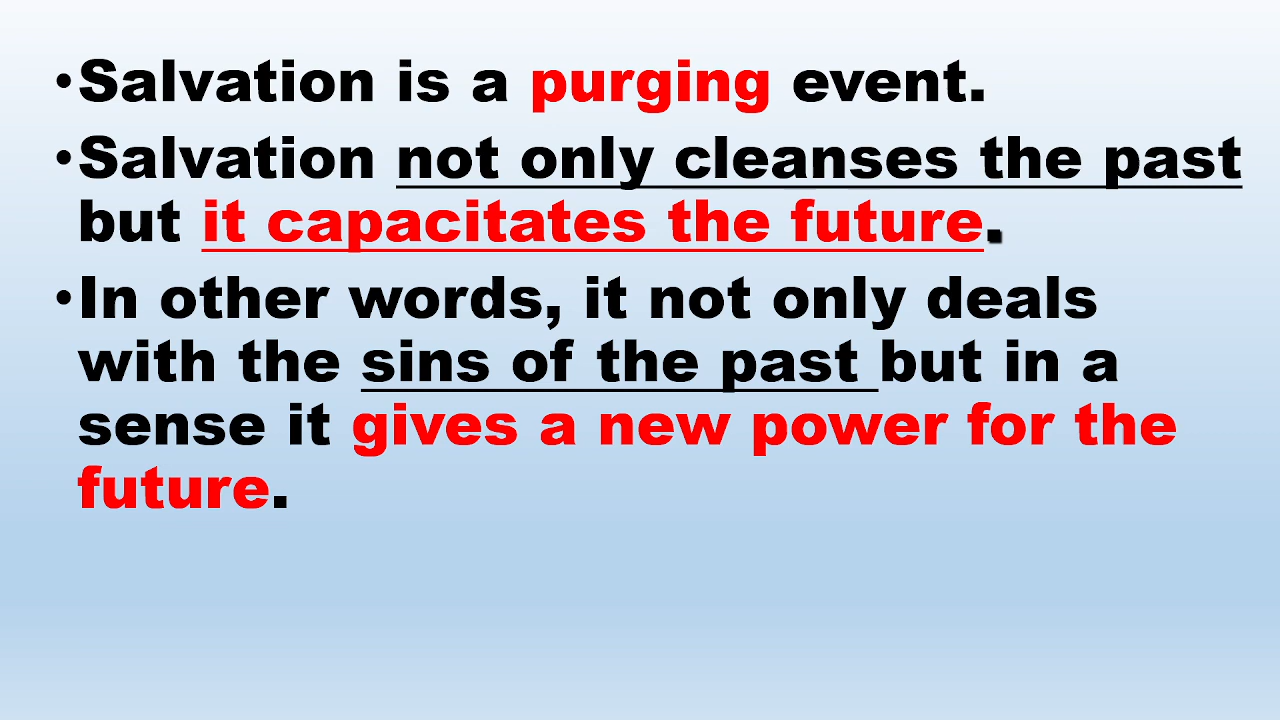 •Salvation is a purging event.
•Salvation not only cleanses the past
but it capacitates the future.
•In other words, it not only deals
with the sins of the past but in a
sense it gives a new power for the
future.